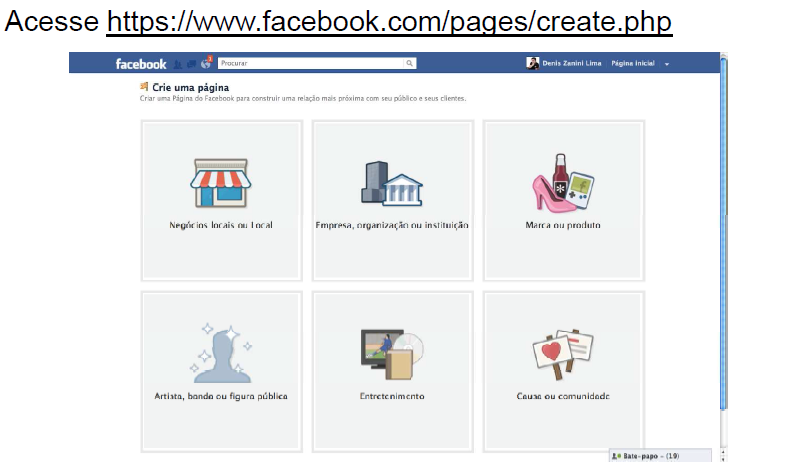 Acesse https://www.facebook.com/pages/create.php
facebook
1
Procurar
Denis Zanini Lima
Página inicial
Crie uma página
Criar uma Página do Facebook para construir uma relação mais próxima com seu público e seus clientes.
Negócios locais ou Local
Empresa, organização ou instituição
Marca ou produto
Artista, banda ou figura pública
Entretenimento
Causa ou comunidade
Bate-papo - (19)